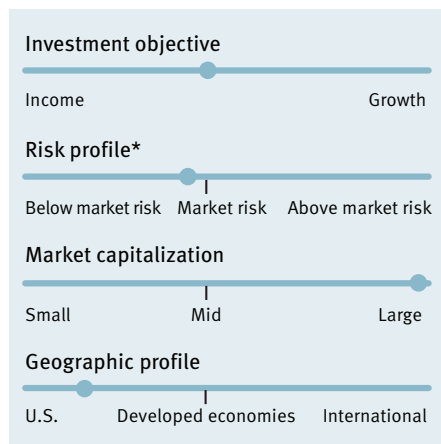 Investment objective
Income Growth
Risk profile*
Below market risk Market risk Above market risk
Market capitalization
Small Mid Large
Geographic profile
U.S. Developed economies International